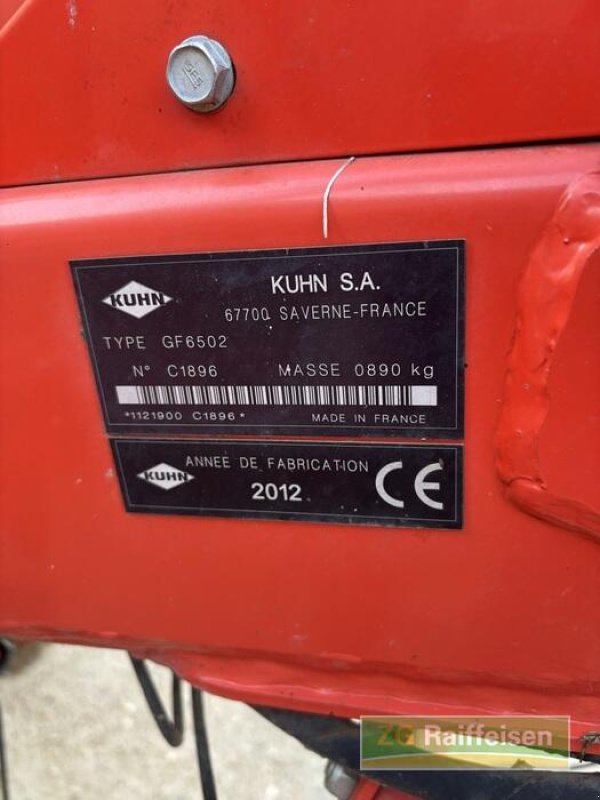 KUHN
KUHN S.A.
67700 SAVERNE-FRANCE
TYPE GF6502
N° C1896 MASSE 0890 kg
*1121900 C1896* MADE IN FRANCE
KUHN
ANNEE DE FABRICATION
2012
CE
ZG Raiffeisen